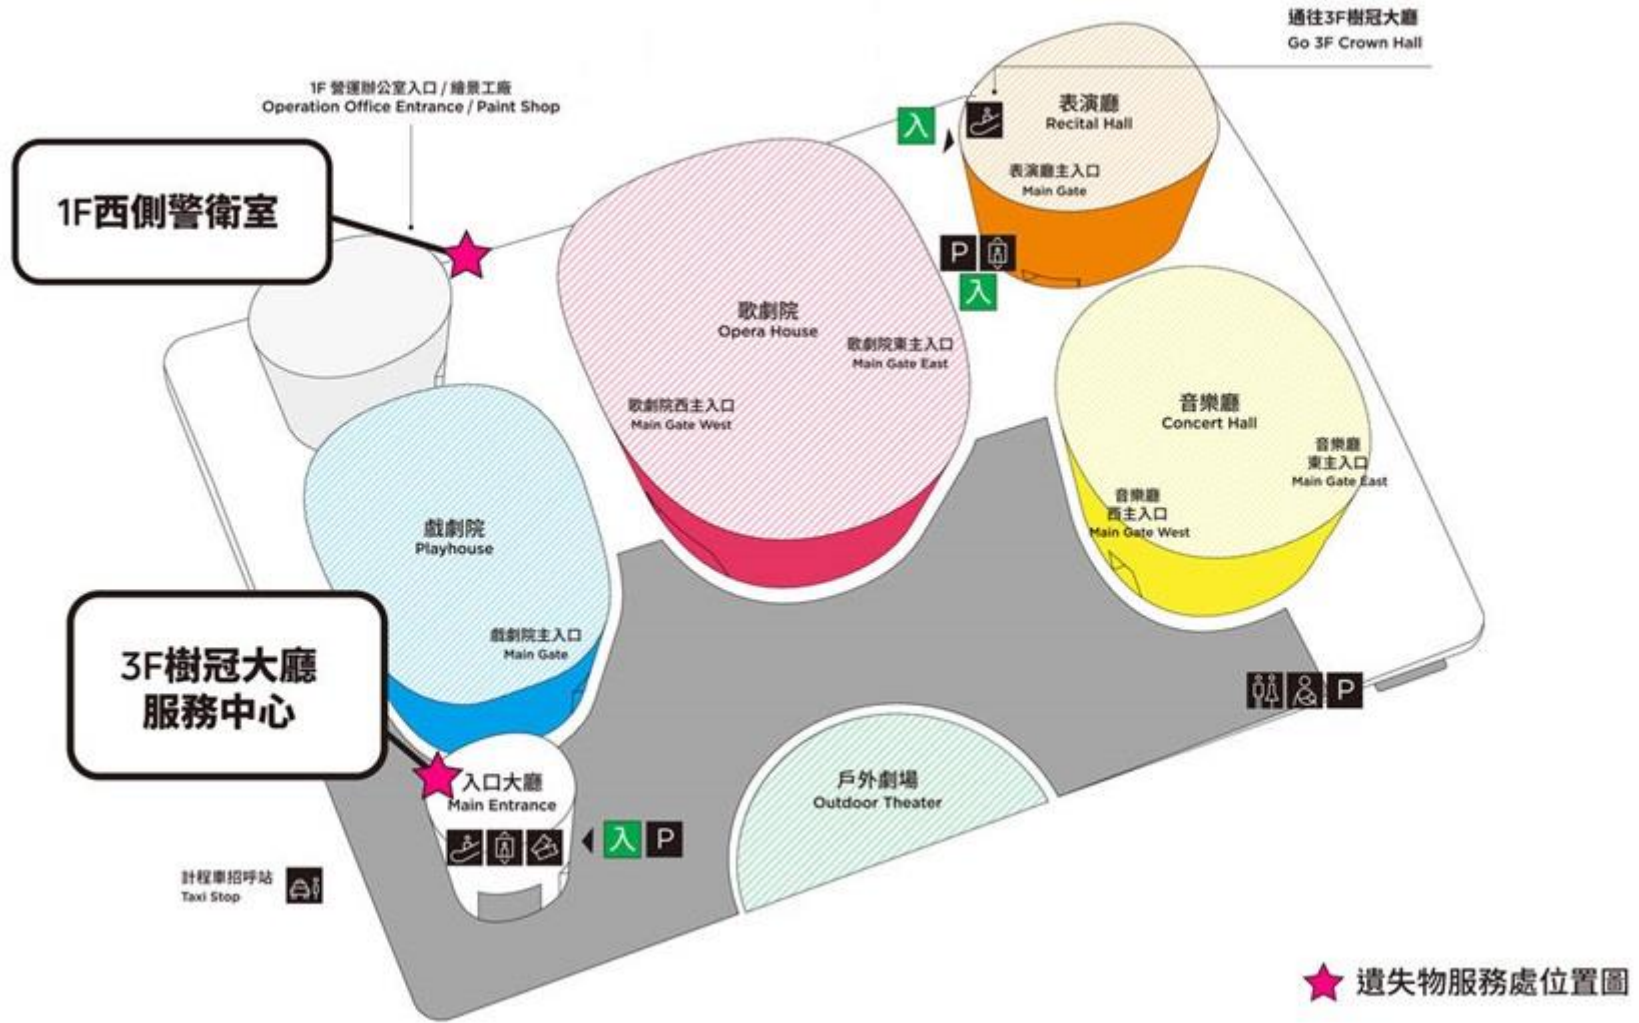 通往3F樹冠大廳
Go 3F Crown Hall
1F 營運辦公室入口 / 繪景工廠
Operation Office Entrance / Paint Shop
入
表演廳
Recital Hall
表演廳主入口
Main Gate
1F西側警衛室
P
入
歌劇院
Opera House
歌劇院東主入口
Main Gate East
歌劇院西主入口
Main Gate West
音樂廳
Concert Hall
音樂廳
東主入口
Main Gate East
音樂廳
西主入口
Main Gate West
戲劇院
Playhouse
戲劇院主入口
Main Gate
3F樹冠大廳
服務中心
P
入口大廳
Main Entrance
入 P
戶外劇場
Outdoor Theater
計程車招呼站
Taxi Stop
遺失物服務處位置圖